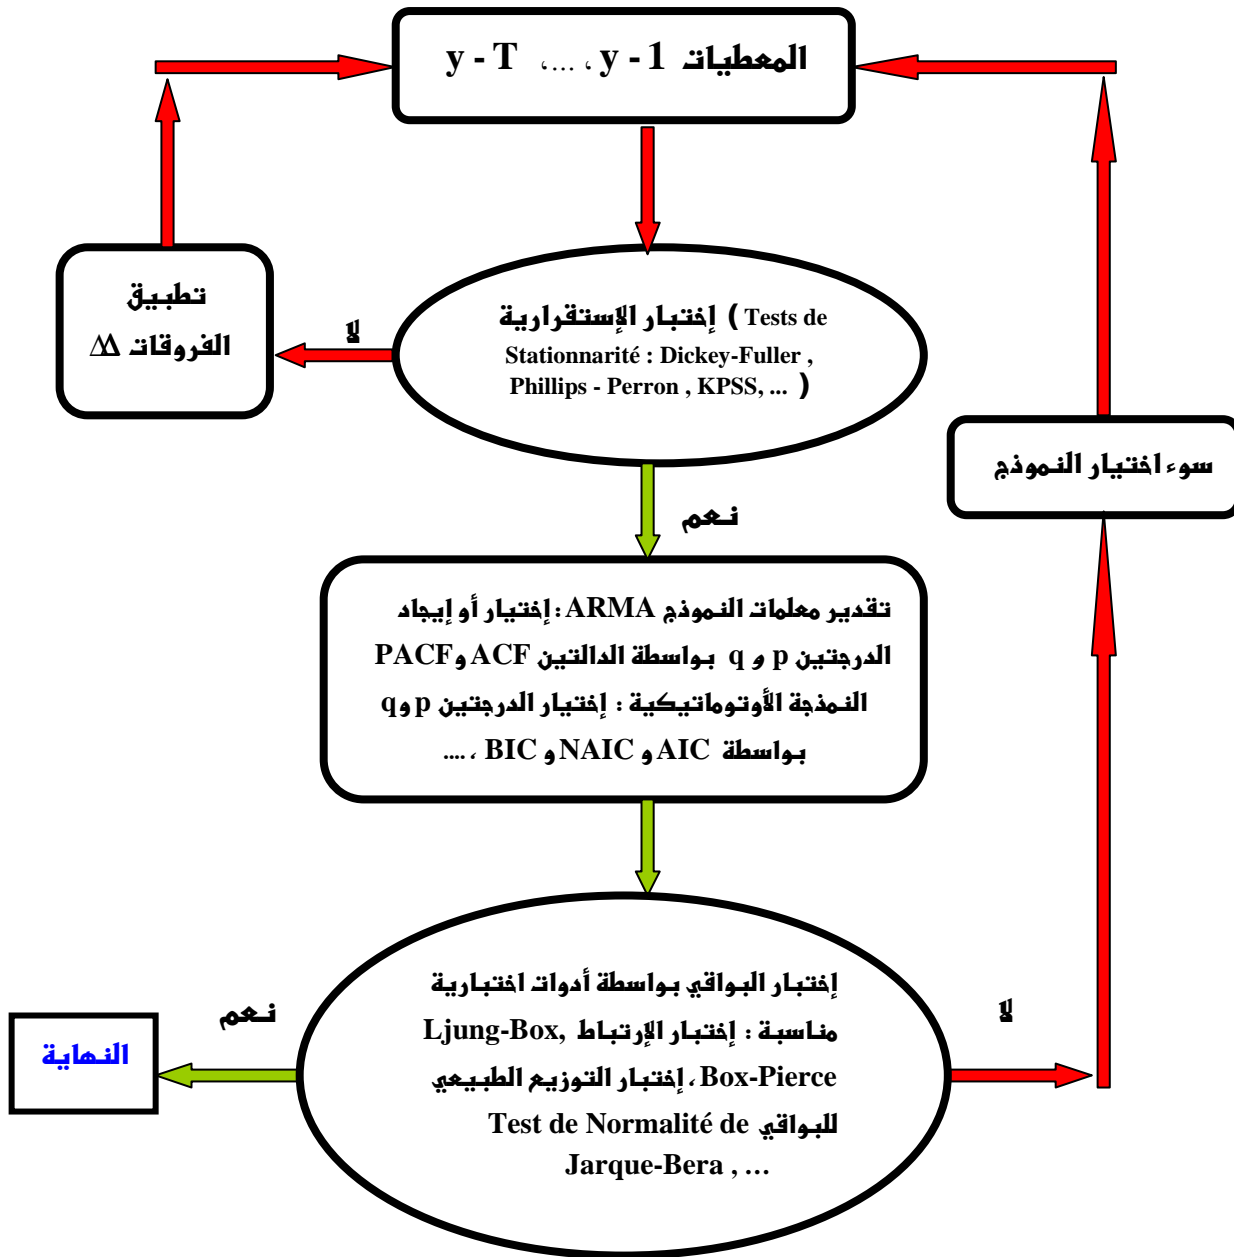 المعطيات y - 1 ، ... ، y - T
إختبار الإستقرارية ( Tests de
Stationnarité : Dickey-Fuller ,
Phillips - Perron , KPSS, ... )
لا
تطبيق
الفروقات ΔΔ
نعم
سوء اختيار النموذج
تقدير معلمات النموذج ARMA : إختيار أو إيجاد
الدرجتين p و q بواسطة الدالتين ACF و PACF
النمذجة الأوتوماتيكية : إختيار الدرجتين p و q
بواسطة AIC و NAIC و BIC ، ....
إختبار البواقي بواسطة أدوات اختبارية
مناسبة : إختبار الإرتباط Ljung-Box,
Box-Pierce ، إختبار التوزيع الطبيعي
للبواقي Test de Normalité de
Jarque-Bera , ...
لا
نعم
النهاية